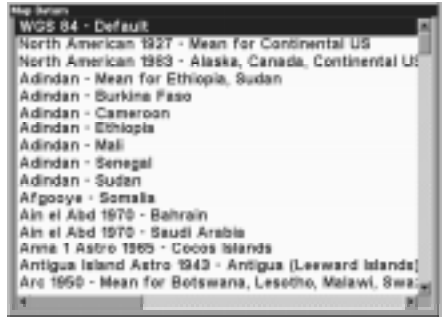 Map Datum
WGS 84 - Default
North American 1927 - Mean for Continental US
North American 1983 - Alaska, Canada, Continental US
Adindan - Mean for Ethiopia, Sudan
Adindan - Burkina Faso
Adindan - Cameroon
Adindan - Ethiopia
Adindan - Mali
Adindan - Senegal
Adindan - Sudan
Afgooye - Somalia
Ain el Abd 1970 - Bahrain
Ain el Abd 1970 - Saudi Arabia
Anna 1 Astro 1965 - Cocos Islands
Antigua Island Astro 1943 - Antigua (Leeward Islands)
Arc 1950 - Mean for Botswana, Lesotho, Malawi, Swa